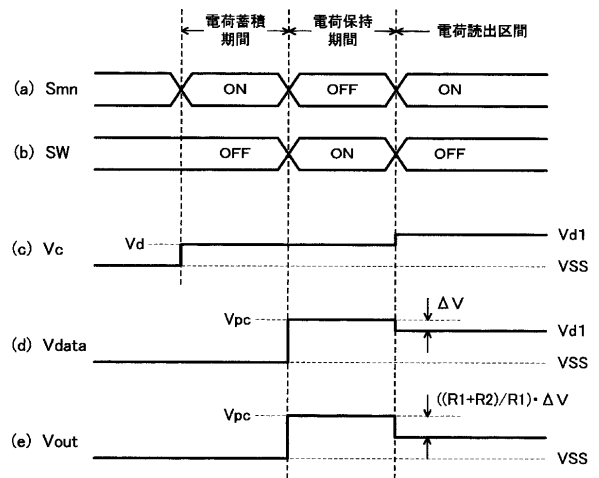 電荷蓄積期間
電荷保持期間
電荷読出区間
(a) Smn ON OFF ON
(b) SW OFF ON OFF
(c) Vc Vd Vd1
VSS
ΔV
Vpc
(d) Vdata Vd1
VSS
((R1+R2)/R1)・ΔV
Vpc
(e) Vout VSS